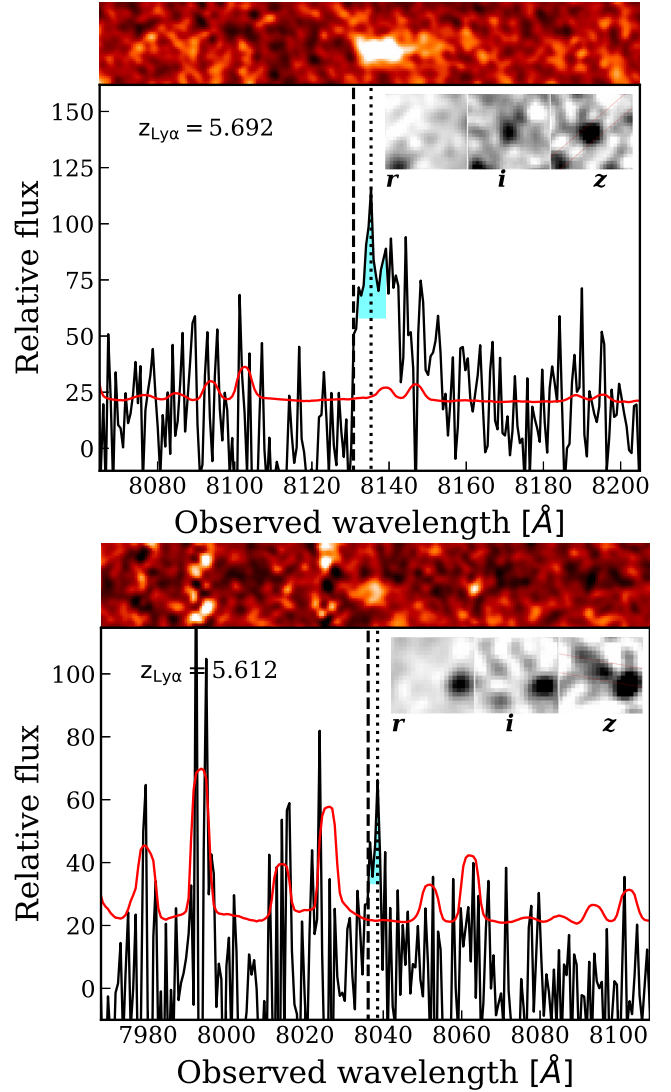 150
125
100
75
50
25
0
Relative flux
z_Lyα = 5.692
r i z
8080 8100 8120 8140 8160 8180 8200
Observed wavelength [Å]
100
80
60
40
20
0
Relative flux
z_Lyα = 5.612
r i z
7980 8000 8020 8040 8060 8080 8100
Observed wavelength [Å]